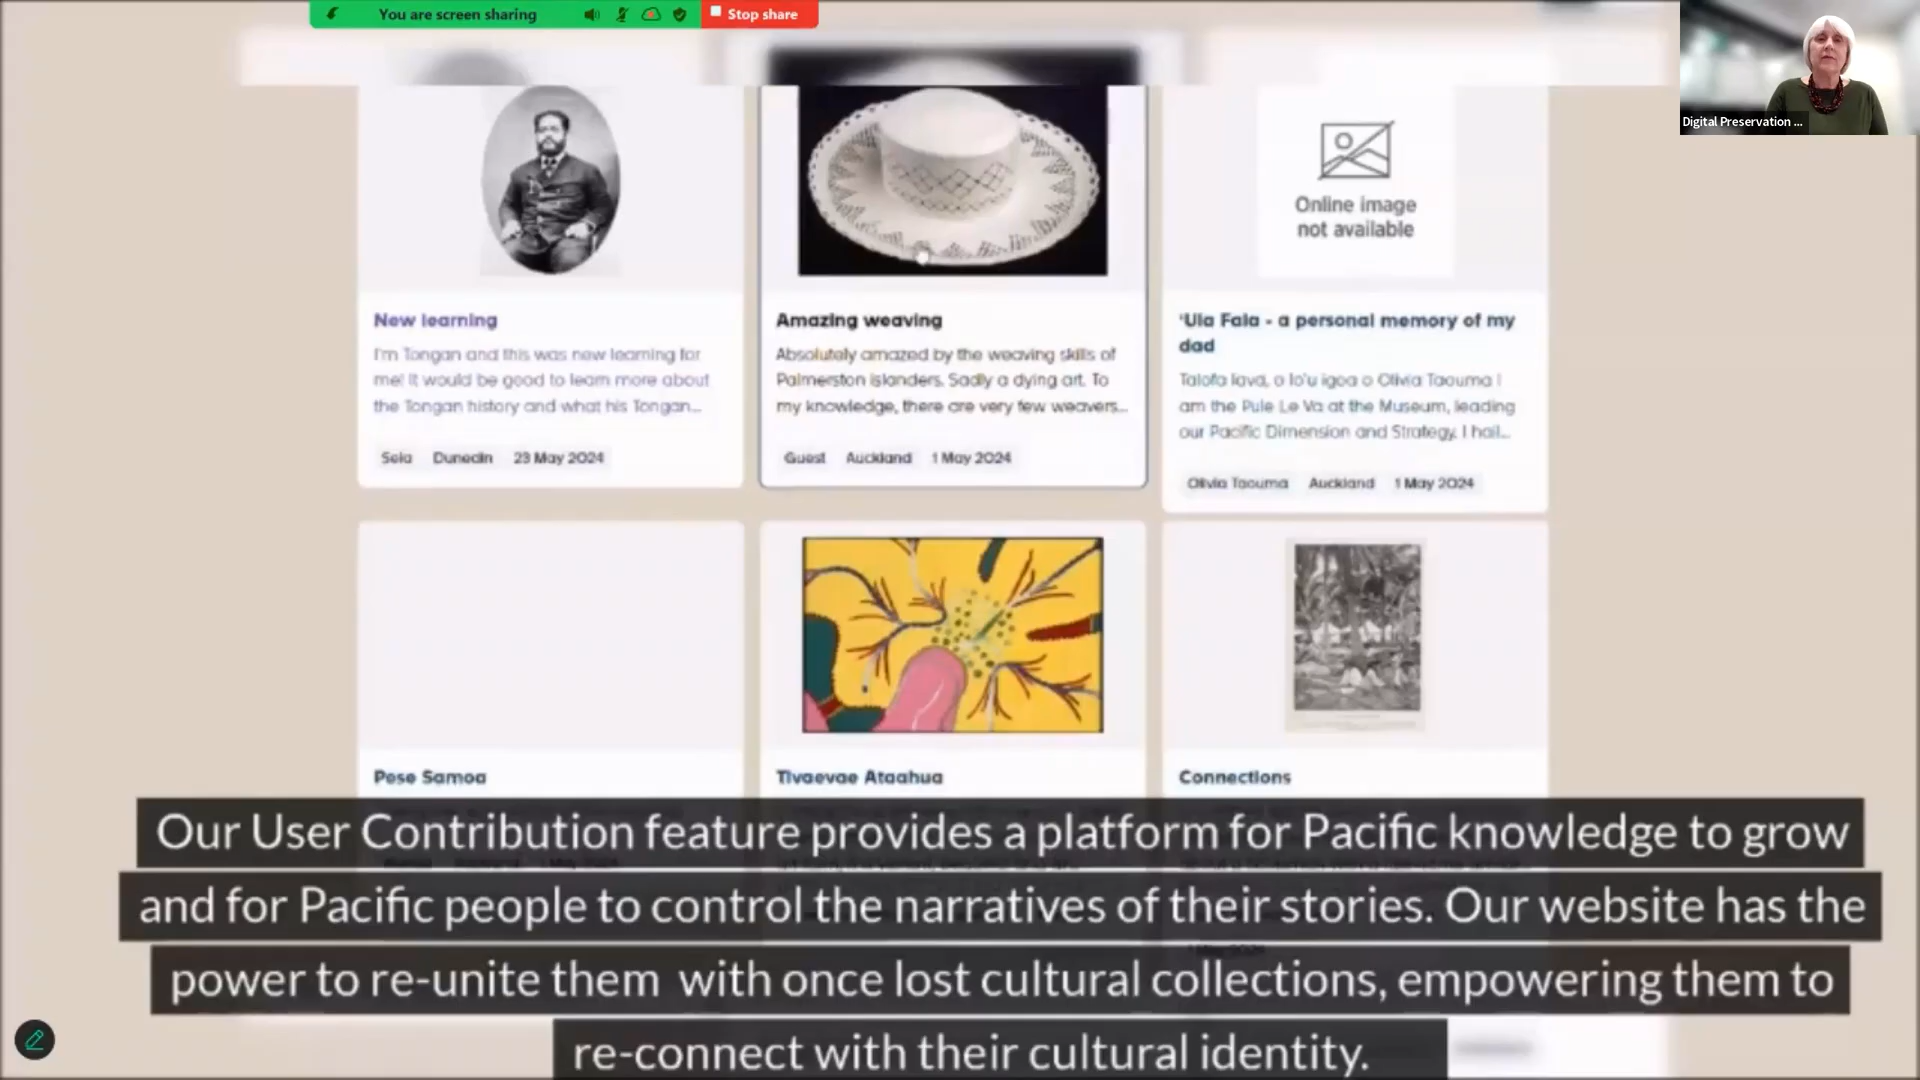 You are screen sharing
Stop share
Digital Preservation ...
Online image
not available
New learning
I'm Tongan and this was new learning for
me! It would be good to learn more about
the Tongan history and what his Tongan...
Sela Dunedin 23 May 2024
Amazing weaving
Absolutely amazed by the weaving skills of
Palmerston islanders. Sadly a dying art. To
my knowledge, there are very few weavers...
Guest Auckland 1 May 2024
'Ula Fala - a personal memory of my
dad
Talofa lava, o lo'u igoa o Olivia Taouma I
am the Pule Le Va at the Museum, leading
our Pacific Dimension and Strategy. I hail...
Olivia Taouma Auckland 1 May 2024
Pese Samoa
Tivaevae Ataahua
Connections
Our User Contribution feature provides a platform for Pacific knowledge to grow
and for Pacific people to control the narratives of their stories. Our website has the
power to re-unite them with once lost cultural collections, empowering them to
re-connect with their cultural identity.